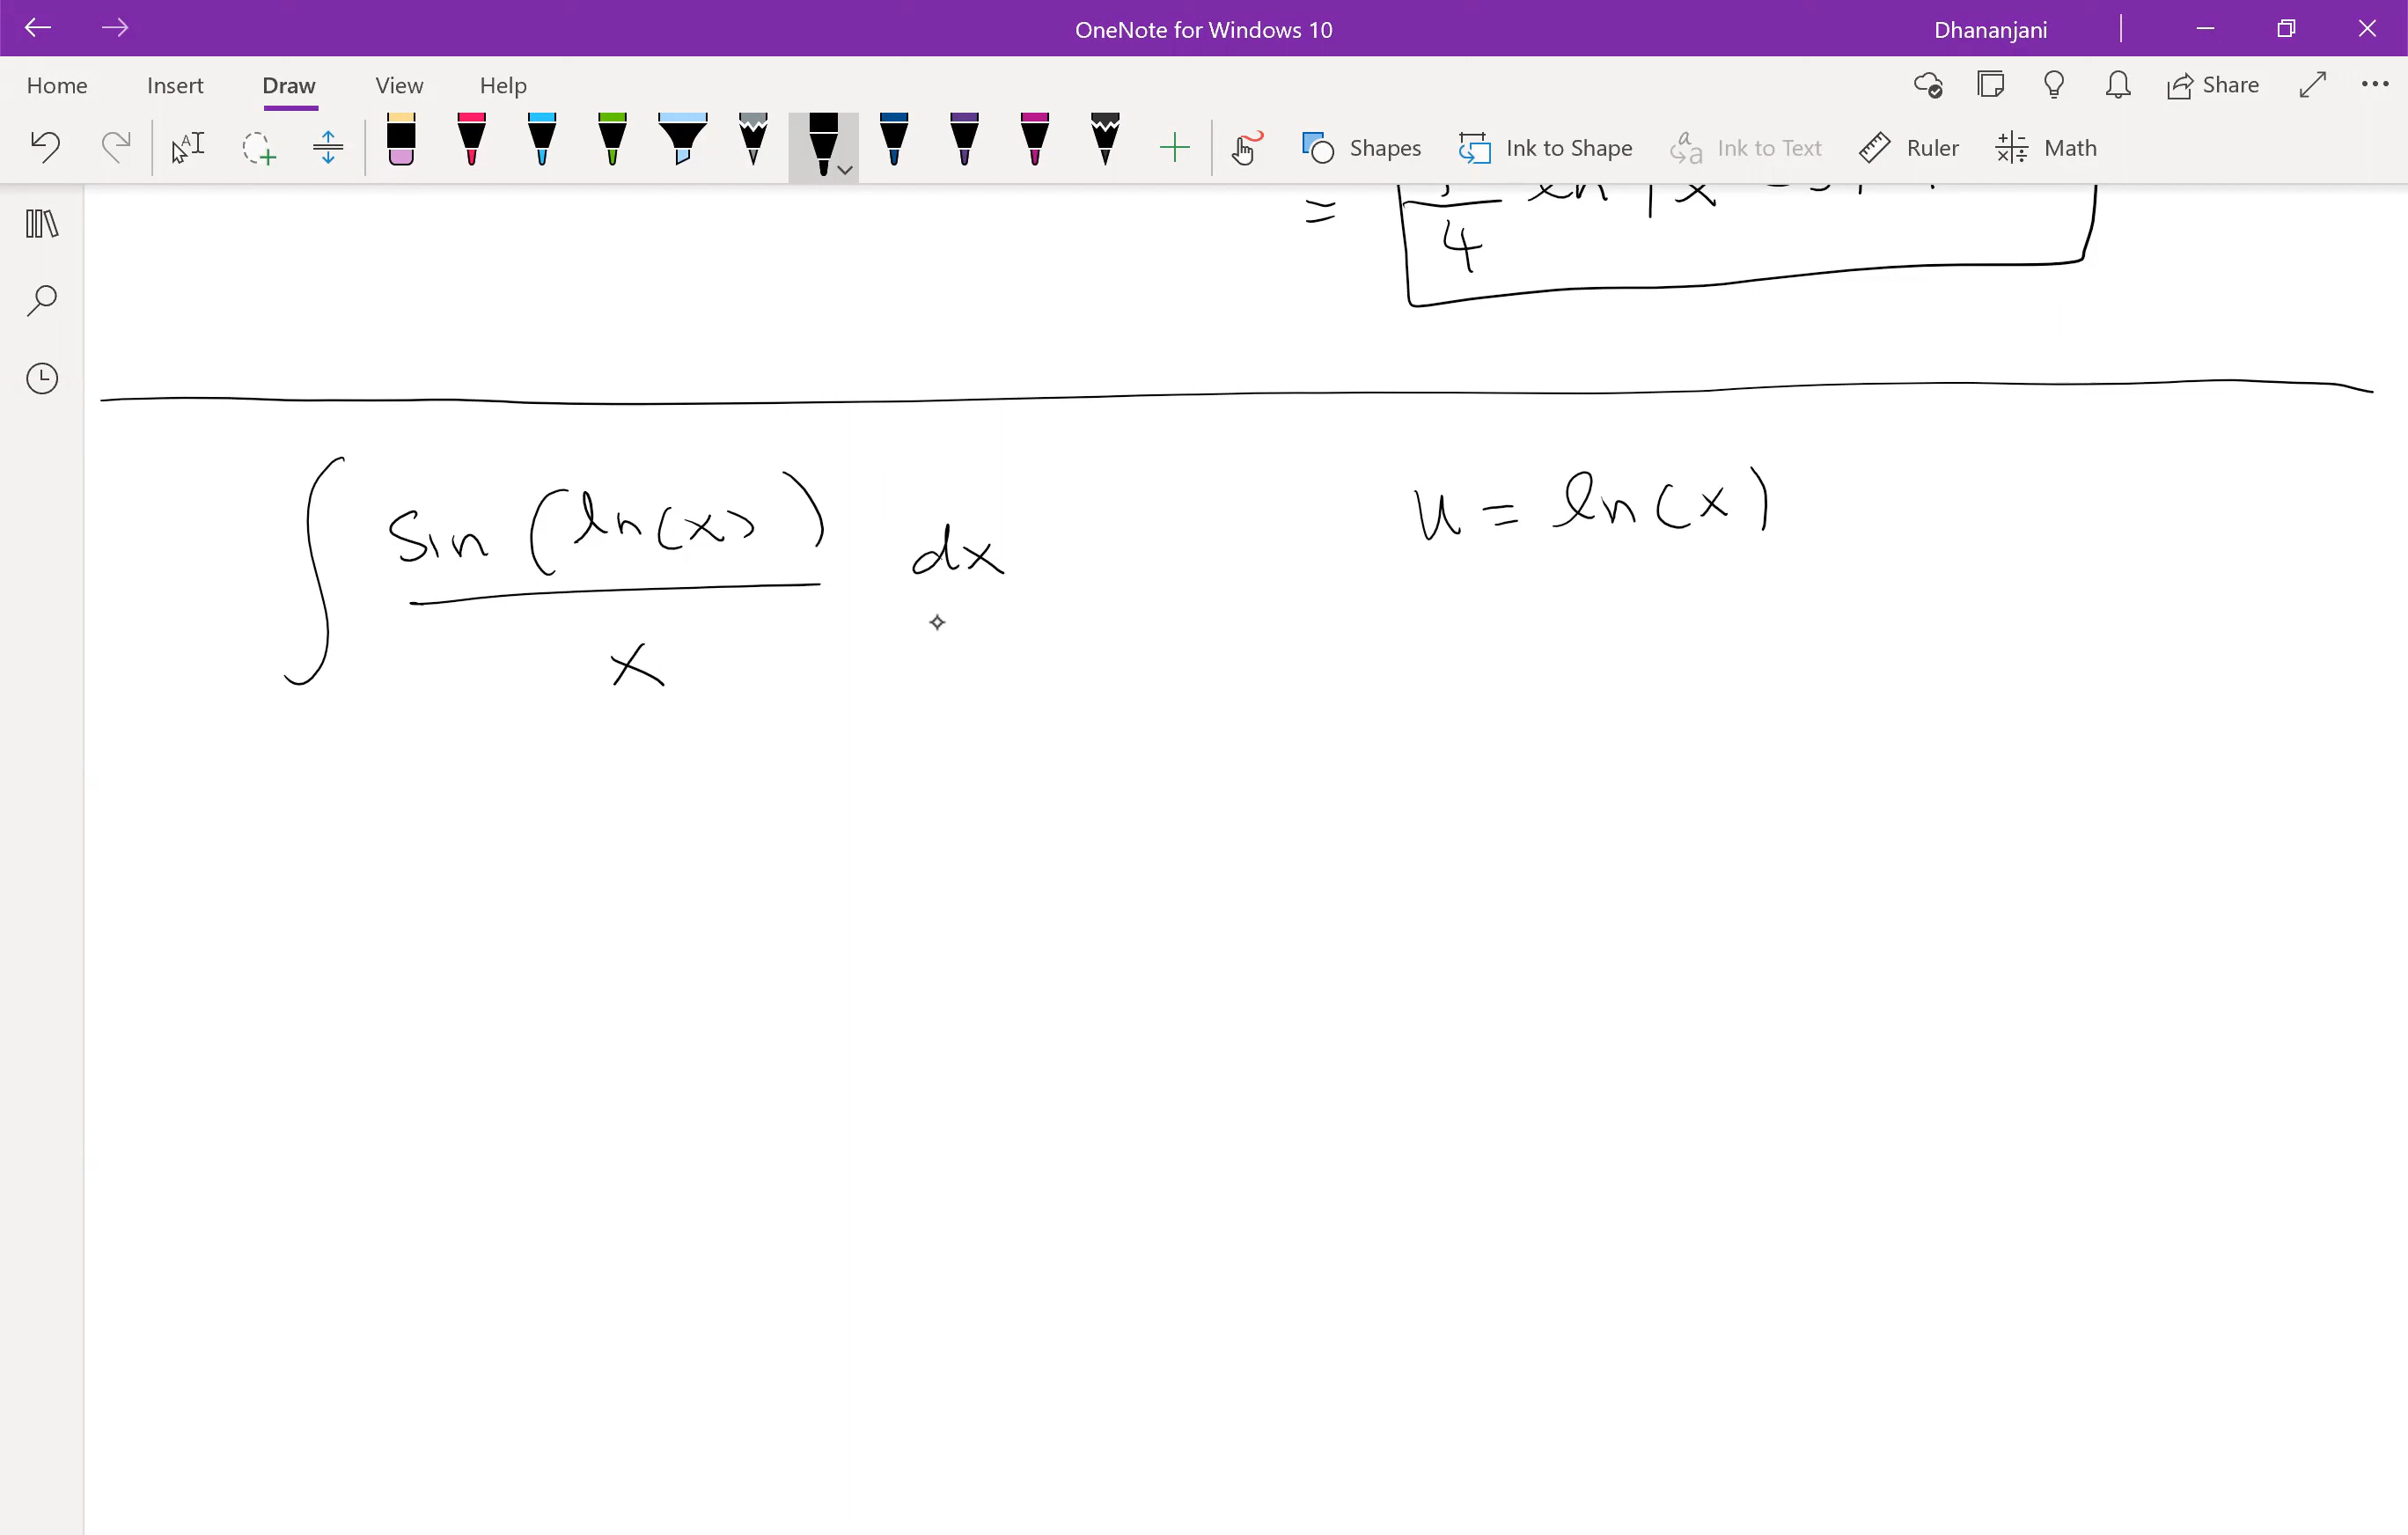 OneNote for Windows 10
Dhananjani
Home Insert Draw View Help
Share
Shapes Ink to Shape Ink to Text Ruler Math
=
4
∫ sin (ln(x)) / x dx
u = ln(x)